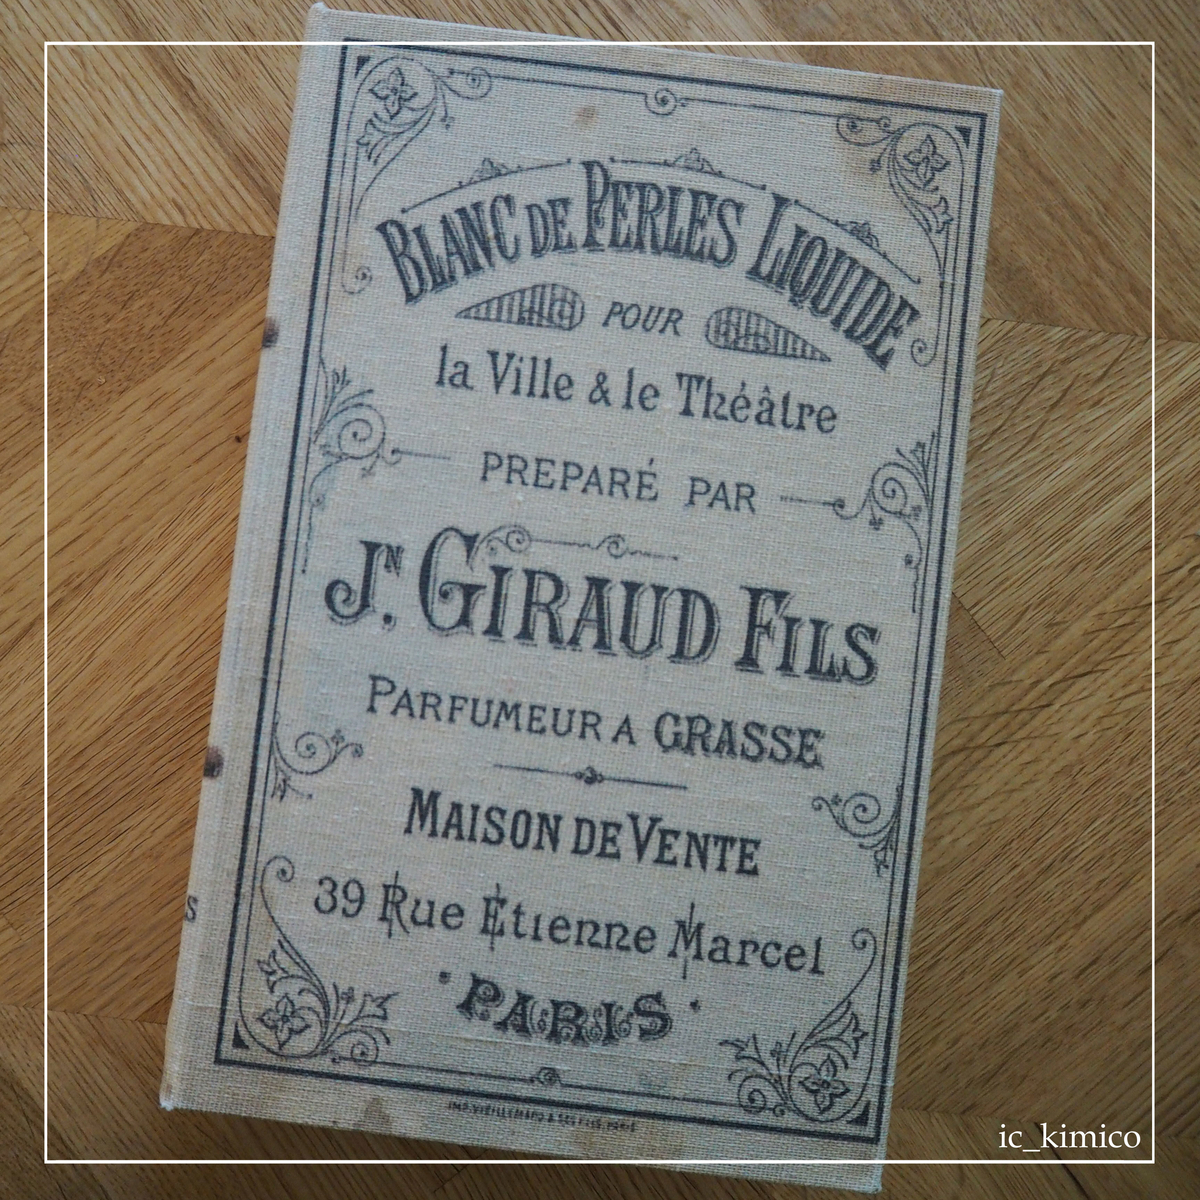 BLANC DE PERLES LIQUIDE
POUR
la Ville & le Théâtre
PREPARÉ PAR
JN. GIRAUD FILS
PARFUMEUR A GRASSE
MAISON DE VENTE
39 Rue Etienne Marcel
PARIS
S
ic_kimico